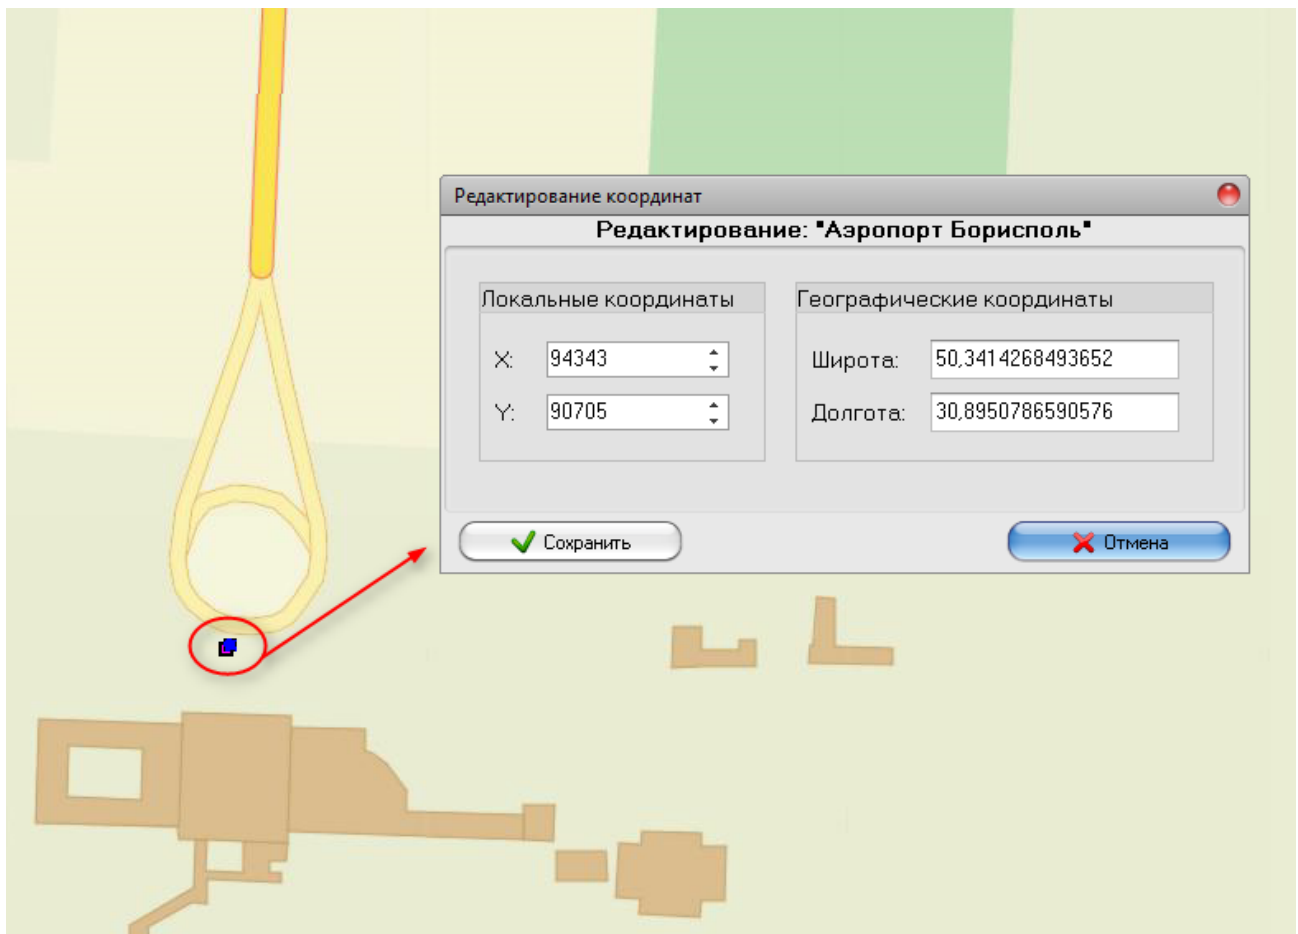 Редактирование координат
Редактирование: "Аэропорт Борисполь"
Локальные координаты
X: 94343
Y: 90705
Географические координаты
Широта: 50,3414268493652
Долгота: 30,8950786590576
Сохранить
Отмена